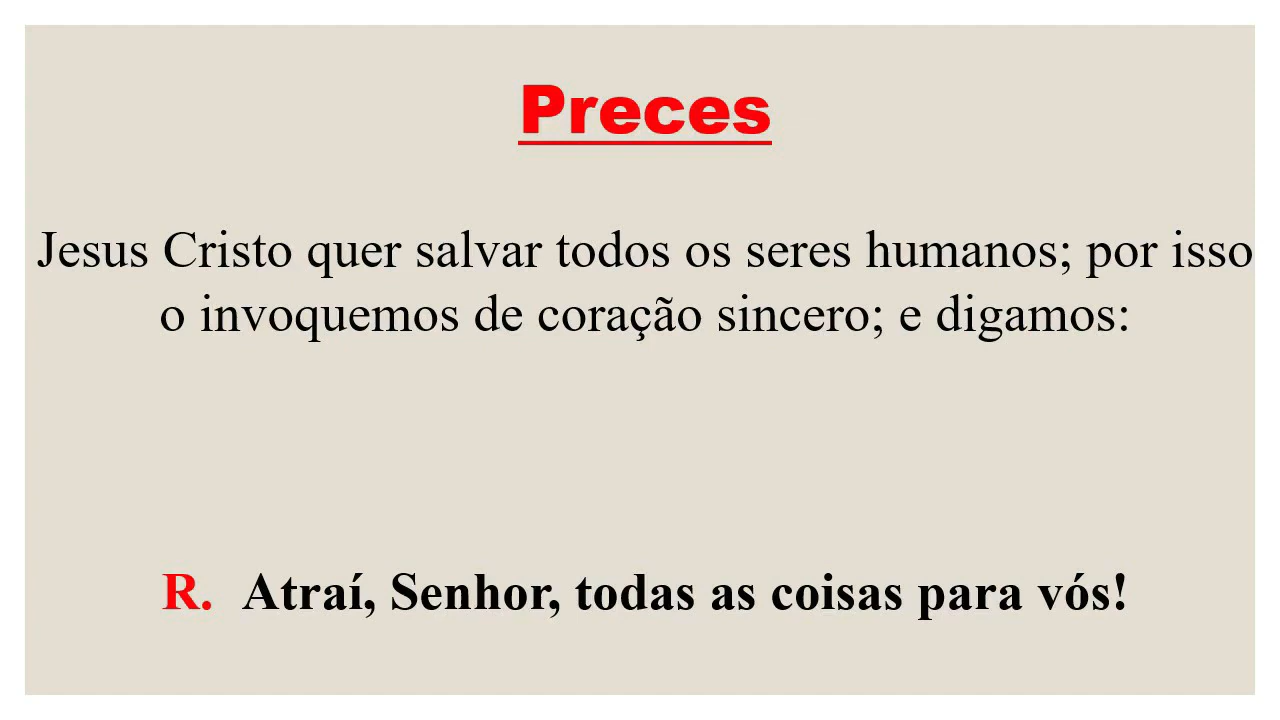 Preces
Jesus Cristo quer salvar todos os seres humanos; por isso
o invoquemos de coração sincero; e digamos:
R. Atraí, Senhor, todas as coisas para vós!